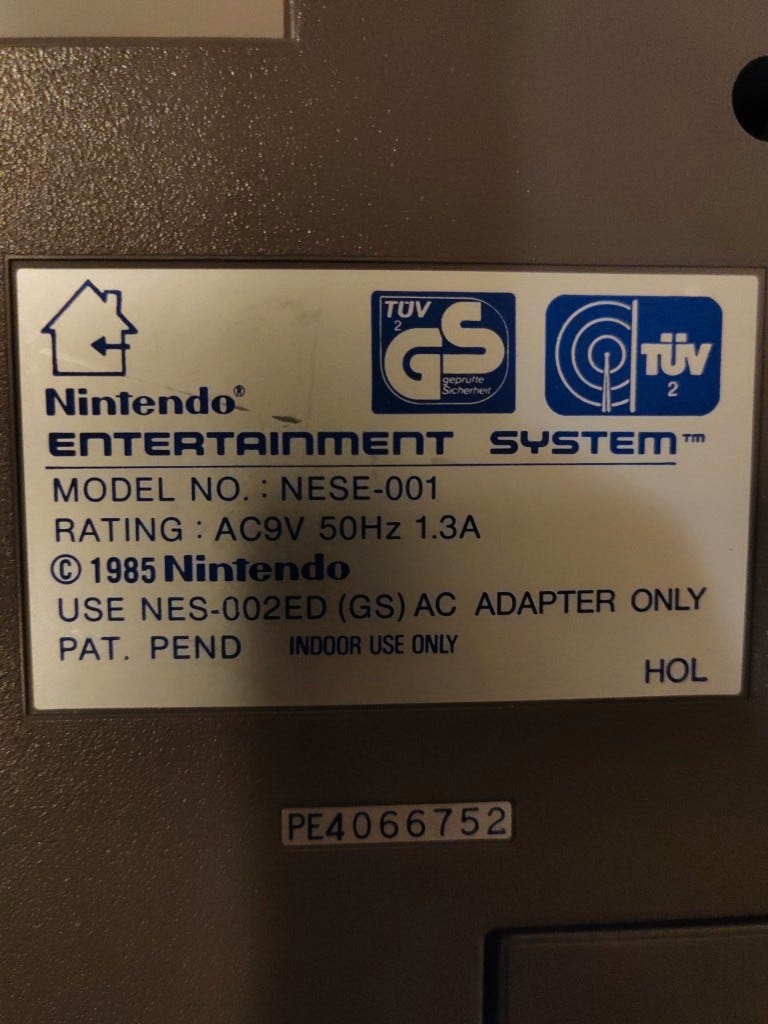 TÜV
2
GS
geprüfte
Sicherheit
TÜV
2
Nintendo®
ENTERTAINMENT SYSTEM™
MODEL NO. : NESE-001
RATING : AC9V 50Hz 1.3A
© 1985 Nintendo
USE NES-002ED (GS) AC ADAPTER ONLY
PAT. PEND INDOOR USE ONLY
HOL
PE4066752